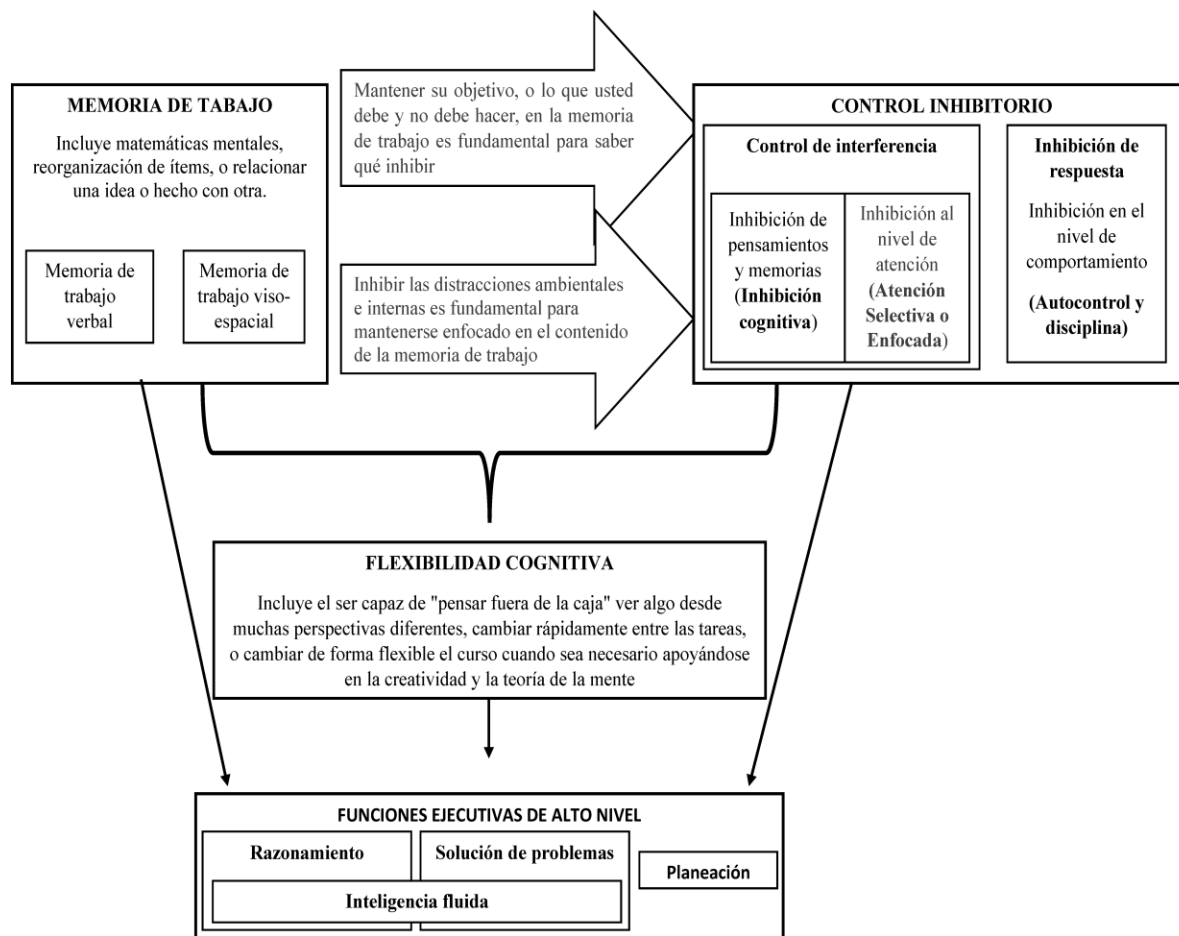 MEMORIA DE TABAJO
Incluye matemáticas mentales,
reorganización de ítems, o relacionar
una idea o hecho con otra.
Memoria de
trabajo
verbal
Memoria de
trabajo viso-
espacial
Mantener su objetivo, o lo que usted
debe y no debe hacer, en la memoria
de trabajo es fundamental para saber
qué inhibir
Inhibir las distracciones ambientales
e internas es fundamental para
mantenerse enfocado en el contenido
de la memoria de trabajo
CONTROL INHIBITORIO
Control de interferencia
Inhibición de
pensamientos
y memorias
(Inhibición
cognitiva)
Inhibición al
nivel de
atención
(Atención
Selectiva o
Enfocada)
Inhibición de
respuesta
Inhibición en el
nivel de
comportamiento
(Autocontrol y
disciplina)
FLEXIBILIDAD COGNITIVA
Incluye el ser capaz de "pensar fuera de la caja" ver algo desde
muchas perspectivas diferentes, cambiar rápidamente entre las tareas,
o cambiar de forma flexible el curso cuando sea necesario apoyándose
en la creatividad y la teoría de la mente
FUNCIONES EJECUTIVAS DE ALTO NIVEL
Razonamiento
Solución de problemas
Inteligencia fluida
Planeación